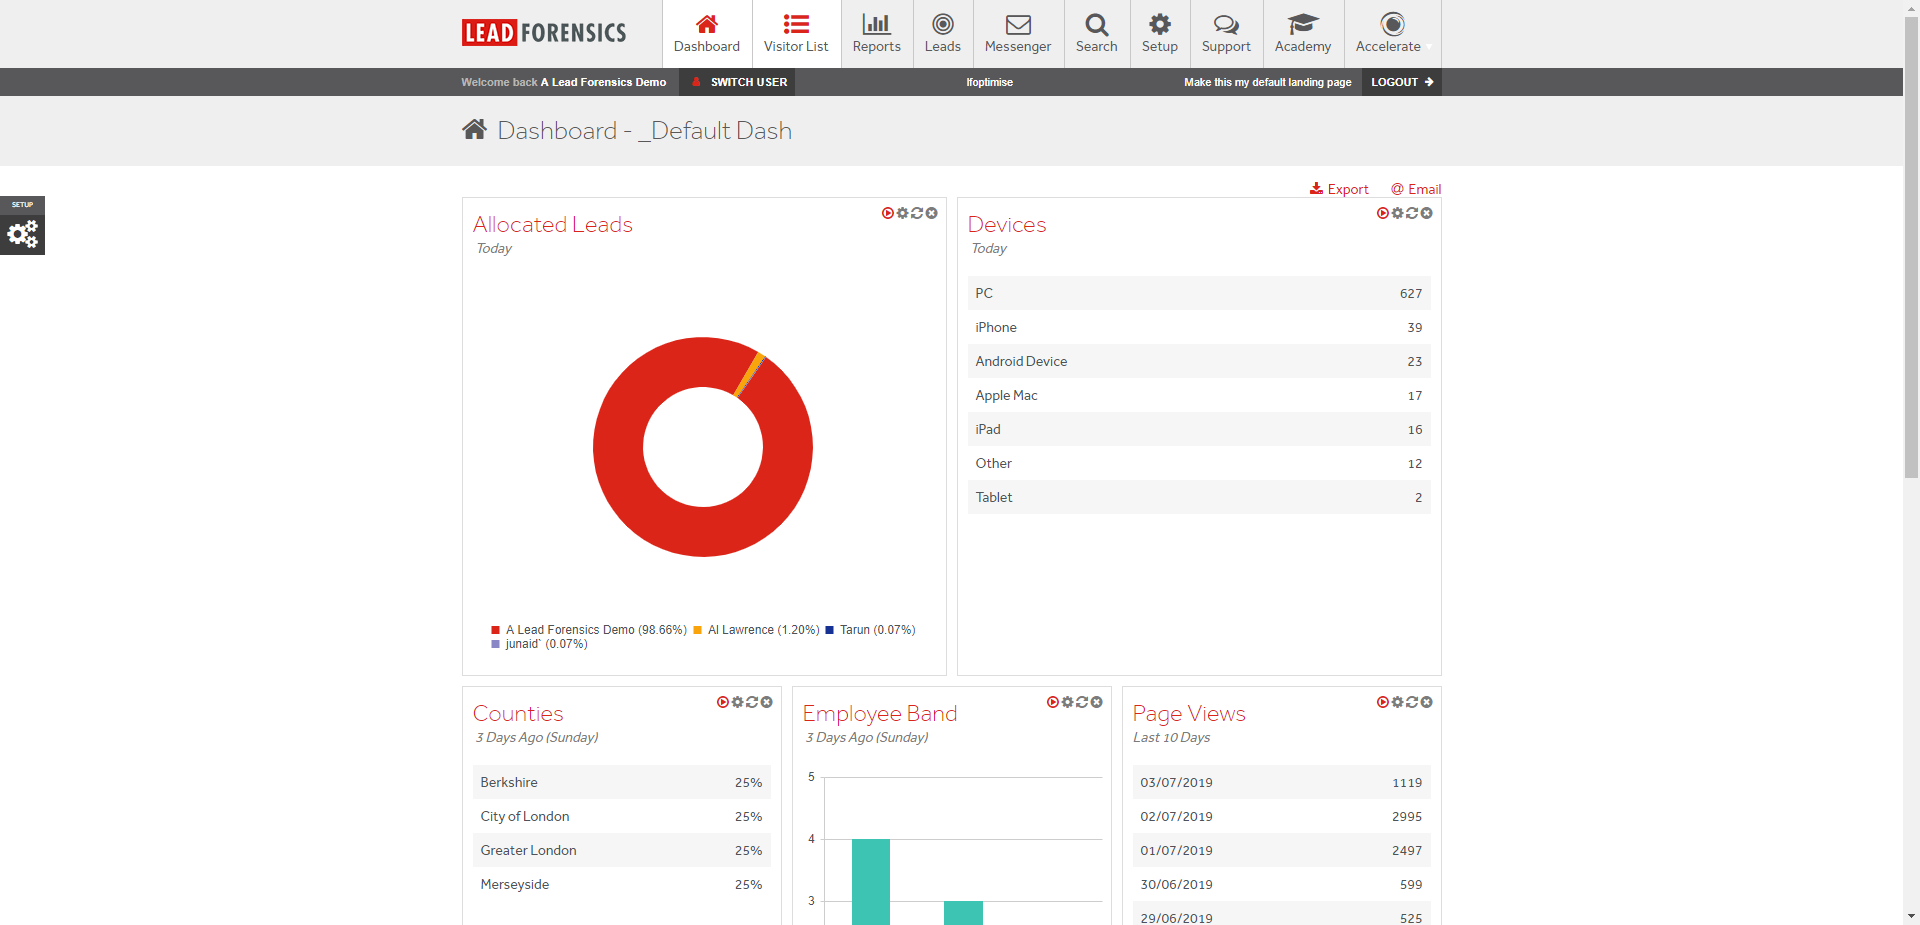 LEAD FORENSICS
Dashboard
Visitor List
Reports
Leads
Messenger
Search
Setup
Support
Academy
Accelerate
Welcome back A Lead Forensics Demo
SWITCH USER
lfoptimise
Make this my default landing page
LOGOUT
Dashboard - _Default Dash
SETUP
Export
@ Email
Allocated Leads
Today
A Lead Forensics Demo (98.66%)
Al Lawrence (1.20%)
Tarun (0.07%)
junaid` (0.07%)
Devices
Today
PC 627
iPhone 39
Android Device 23
Apple Mac 17
iPad 16
Other 12
Tablet 2
Counties
3 Days Ago (Sunday)
Berkshire 25%
City of London 25%
Greater London 25%
Merseyside 25%
Employee Band
3 Days Ago (Sunday)
5
4
3
Page Views
Last 10 Days
03/07/2019 1119
02/07/2019 2995
01/07/2019 2497
30/06/2019 599
29/06/2019 525